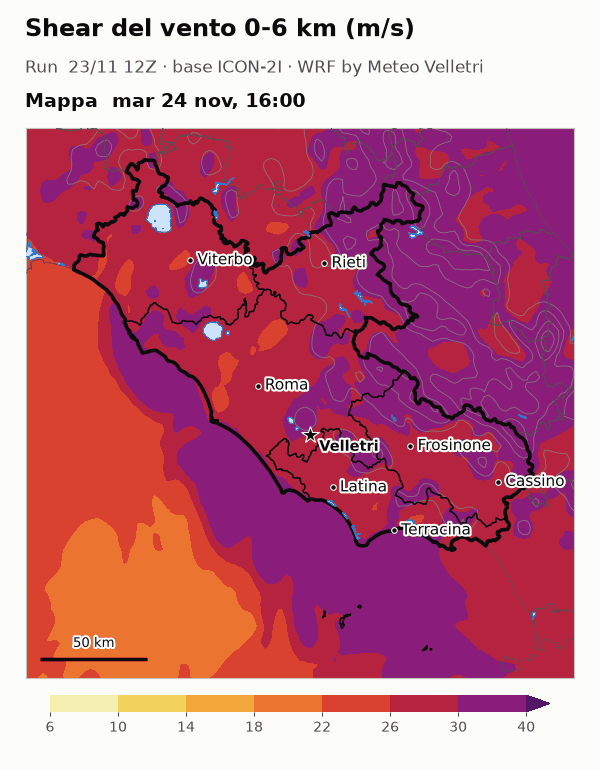 Shear del vento 0-6 km (m/s)
Run  23/11 12Z · base ICON-2I · WRF by Meteo Velletri
Mappa  mar 24 nov, 16:00
Viterbo
Rieti
Roma
Velletri
Frosinone
Cassino
Latina
Terracina
50 km
6 10 14 18 22 26 30 40